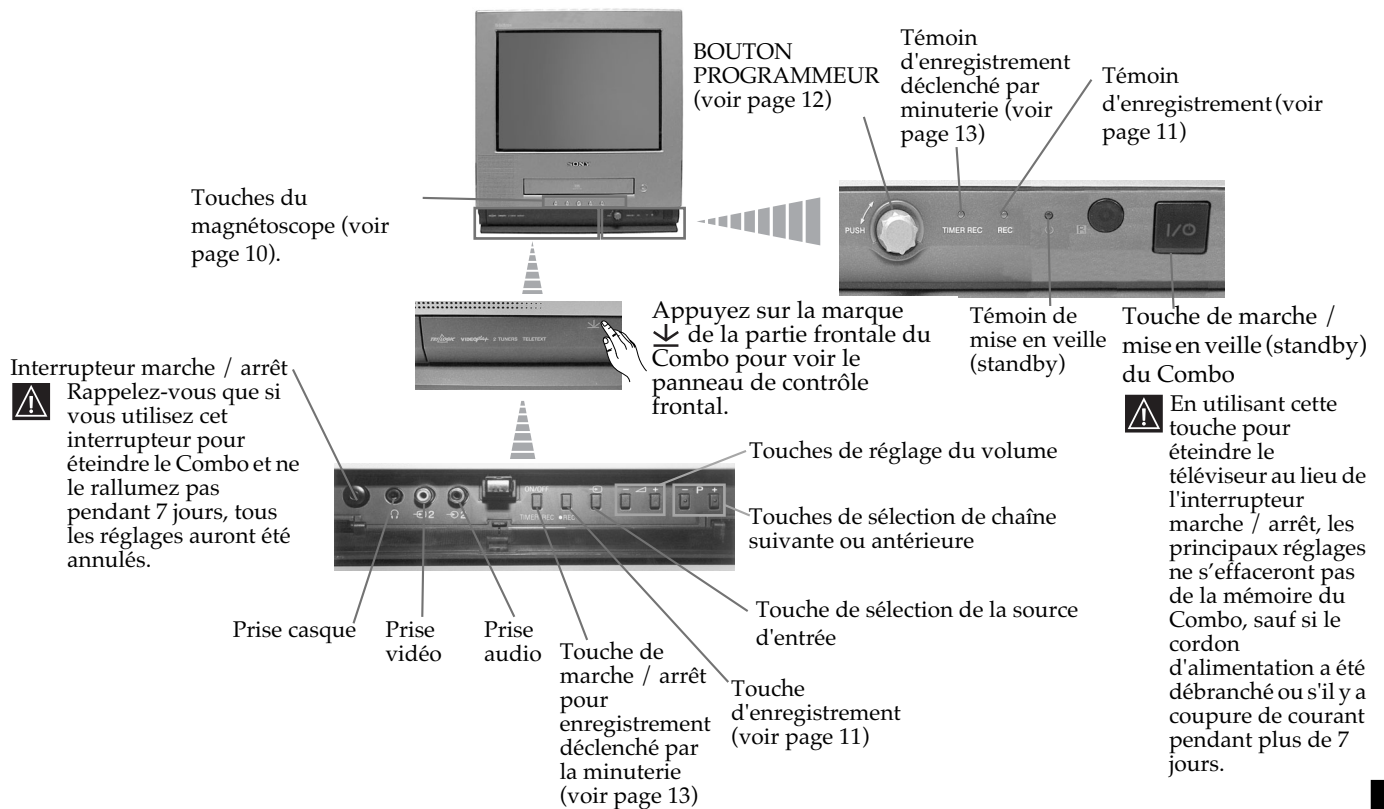 BOUTON
PROGRAMMEUR
(voir page 12)
Témoin
d'enregistrement
déclenché par
minuterie (voir
page 13)
Témoin
d'enregistrement (voir
page 11)
SONY
Touches du
magnétoscope (voir
page 10).
PUSH
TIMER REC
REC
I/⏻
Appuyez sur la marque
de la partie frontale du
Combo pour voir le
panneau de contrôle
frontal.
2 TUNERS TELETEXT
Témoin de
mise en veille
(standby)
Touche de marche /
mise en veille (standby)
du Combo
En utilisant cette
touche pour
éteindre le
téléviseur au lieu de
l'interrupteur
marche / arrêt, les
principaux réglages
ne s’effaceront pas
de la mémoire du
Combo, sauf si le
cordon
d'alimentation a été
débranché ou s'il y a
coupure de courant
pendant plus de 7
jours.
Interrupteur marche / arrêt
Rappelez-vous que si
vous utilisez cet
interrupteur pour
éteindre le Combo et ne
le rallumez pas
pendant 7 jours, tous
les réglages auront été
annulés.
ON/OFF
- +
- P +
2
2
TIMER REC
●REC
Touches de réglage du volume
Touches de sélection de chaîne
suivante ou antérieure
Touche de sélection de la source
d'entrée
Prise casque
Prise
vidéo
Prise
audio
Touche de
marche / arrêt
pour
enregistrement
déclenché par
la minuterie
(voir page 13)
Touche
d'enregistrement
(voir page 11)